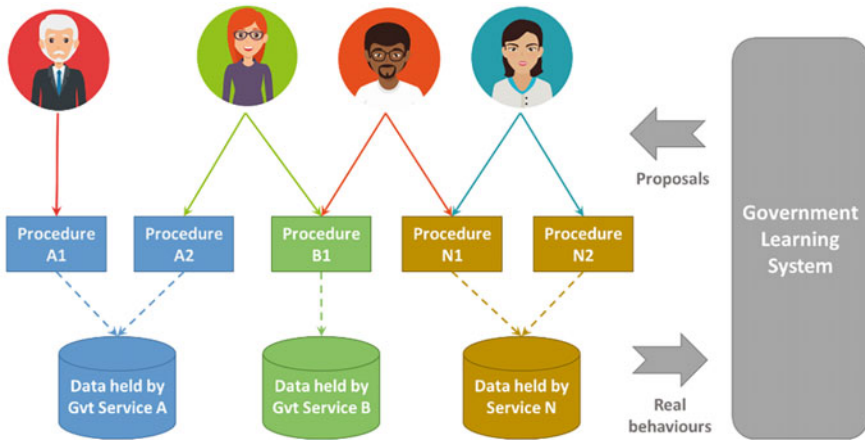 Proposals
Procedure
A1
Procedure
A2
Procedure
B1
Procedure
N1
Procedure
N2
Government
Learning
System
Data held by
Gvt Service A
Data held by
Gvt Service B
Data held by
Service N
Real
behaviours